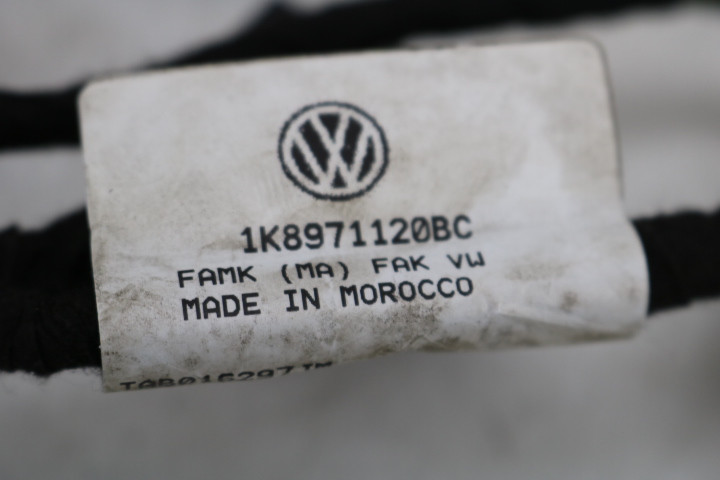 1K8971120BC
FAMK (MA) FAK VW
MADE IN MOROCCO